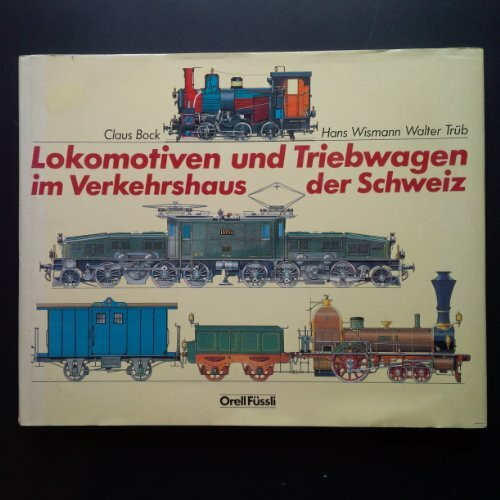 Claus Bock Hans Wismann Walter Trüb
Lokomotiven und Triebwagen
im Verkehrshaus der Schweiz
Orell Füssli